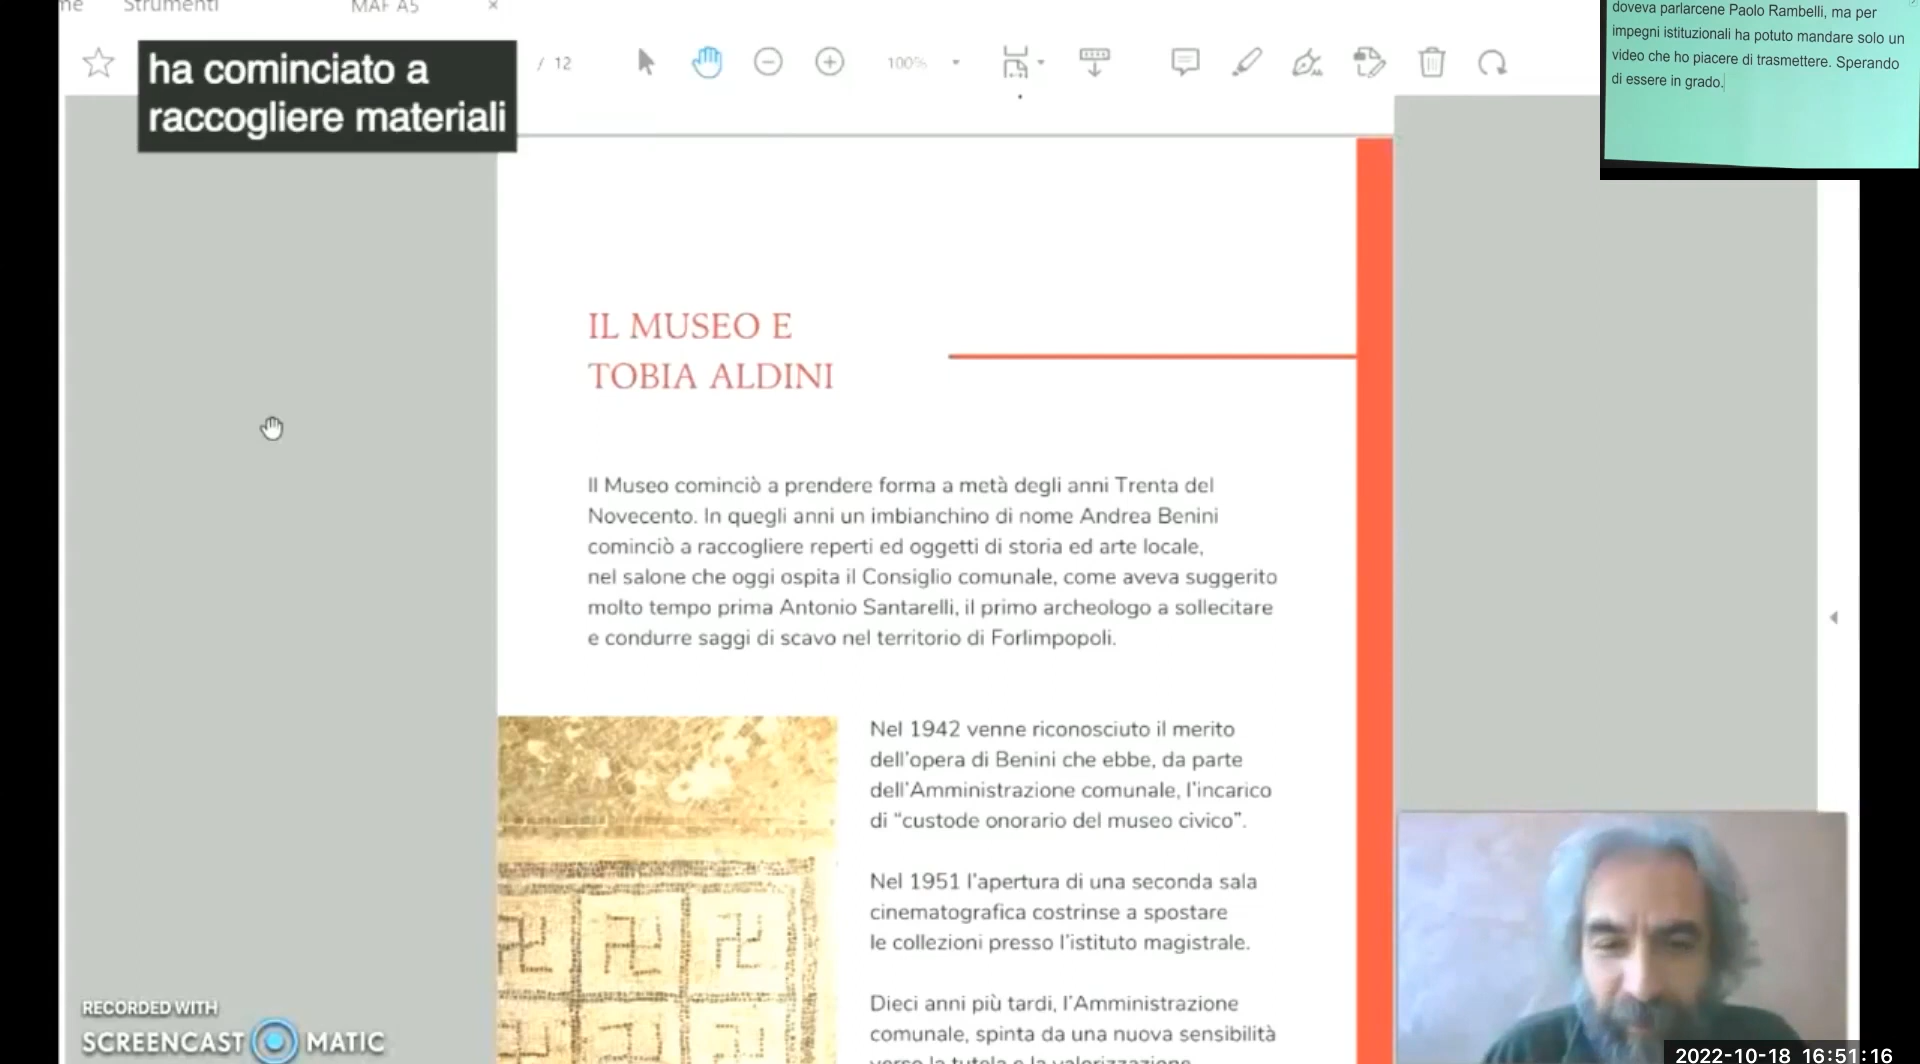 Strumenti
MAF A5
ha cominciato a
raccogliere materiali
/ 12
100%
doveva parlarcene Paolo Rambelli, ma per
impegni istituzionali ha potuto mandare solo un
video che ho piacere di trasmettere. Sperando
di essere in grado.
IL MUSEO E
TOBIA ALDINI
Il Museo cominciò a prendere forma a metà degli anni Trenta del
Novecento. In quegli anni un imbianchino di nome Andrea Benini
cominciò a raccogliere reperti ed oggetti di storia ed arte locale,
nel salone che oggi ospita il Consiglio comunale, come aveva suggerito
molto tempo prima Antonio Santarelli, il primo archeologo a sollecitare
e condurre saggi di scavo nel territorio di Forlimpopoli.
Nel 1942 venne riconosciuto il merito
dell'opera di Benini che ebbe, da parte
dell'Amministrazione comunale, l'incarico
di “custode onorario del museo civico”.
Nel 1951 l'apertura di una seconda sala
cinematografica costrinse a spostare
le collezioni presso l'istituto magistrale.
Dieci anni più tardi, l'Amministrazione
comunale, spinta da una nuova sensibilità
verso la tutela e la valorizzazione
RECORDED WITH
SCREENCAST MATIC
2022-10-18 16:51:16